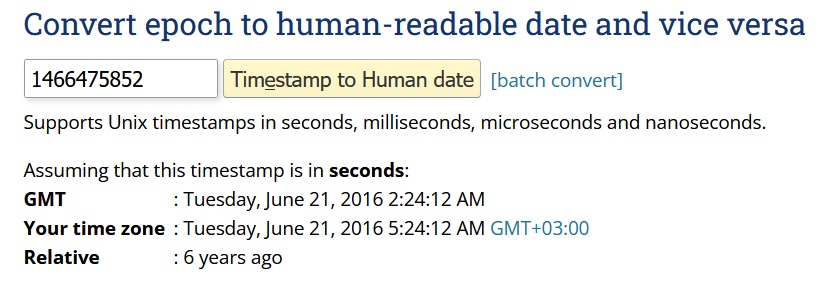 Convert epoch to human-readable date and vice versa
1466475852 Timestamp to Human date [batch convert]
Supports Unix timestamps in seconds, milliseconds, microseconds and nanoseconds.
Assuming that this timestamp is in seconds:
GMT : Tuesday, June 21, 2016 2:24:12 AM
Your time zone : Tuesday, June 21, 2016 5:24:12 AM GMT+03:00
Relative : 6 years ago